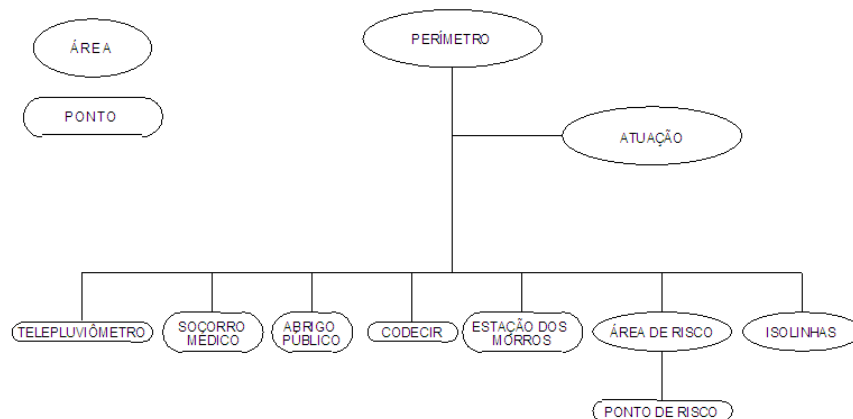 ÁREA
PERÍMETRO
PONTO
ATUAÇÃO
TELEPLUVIÔMETRO
SOCORRO
MÉDICO
ABRIGO
PÚBLICO
CODECIR
ESTAÇÃO DOS
MORROS
ÁREA DE RISCO
ISOLINHAS
PONTO DE RISCO